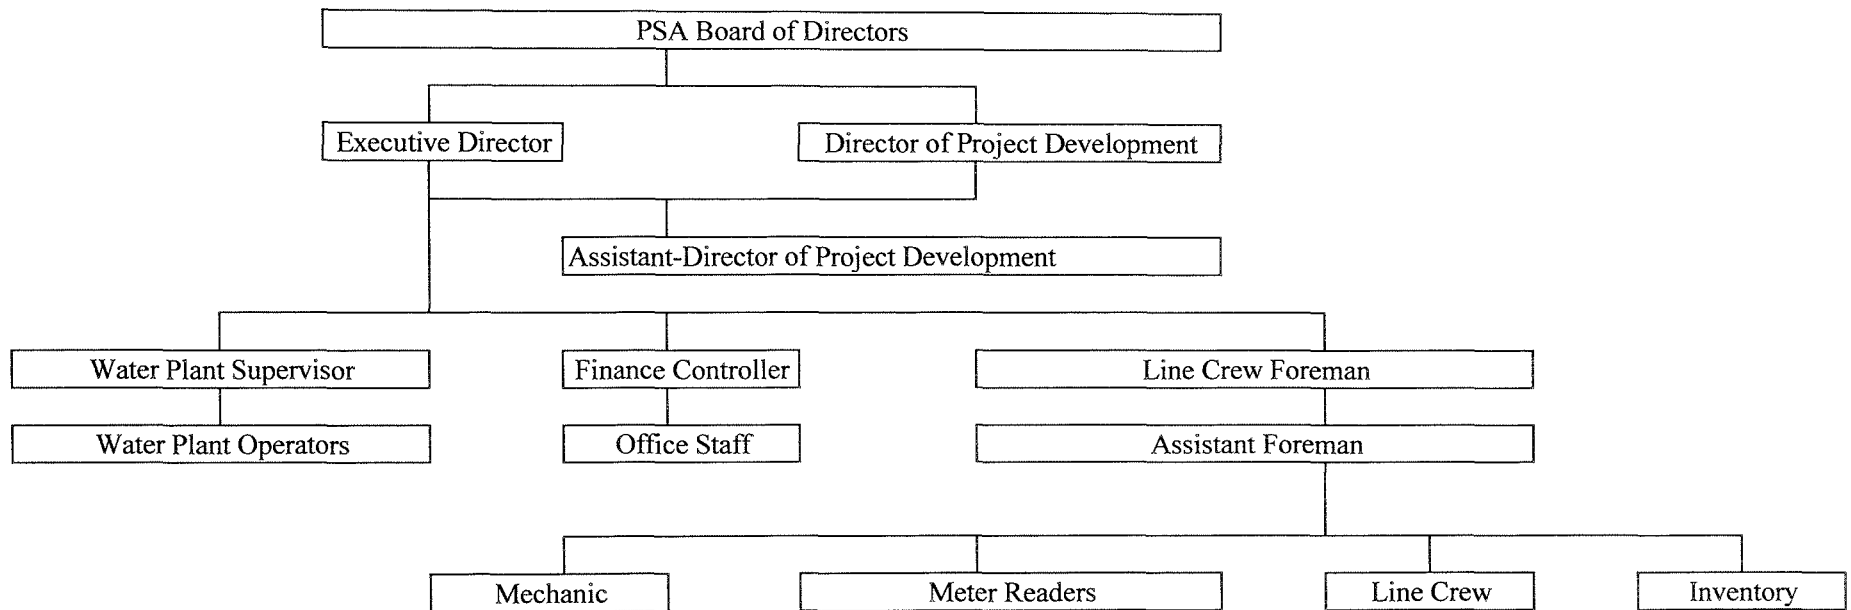 PSA Board of Directors
Executive Director
Director of Project Development
Assistant-Director of Project Development
Water Plant Supervisor
Finance Controller
Line Crew Foreman
Water Plant Operators
Office Staff
Assistant Foreman
Mechanic
Meter Readers
Line Crew
Inventory